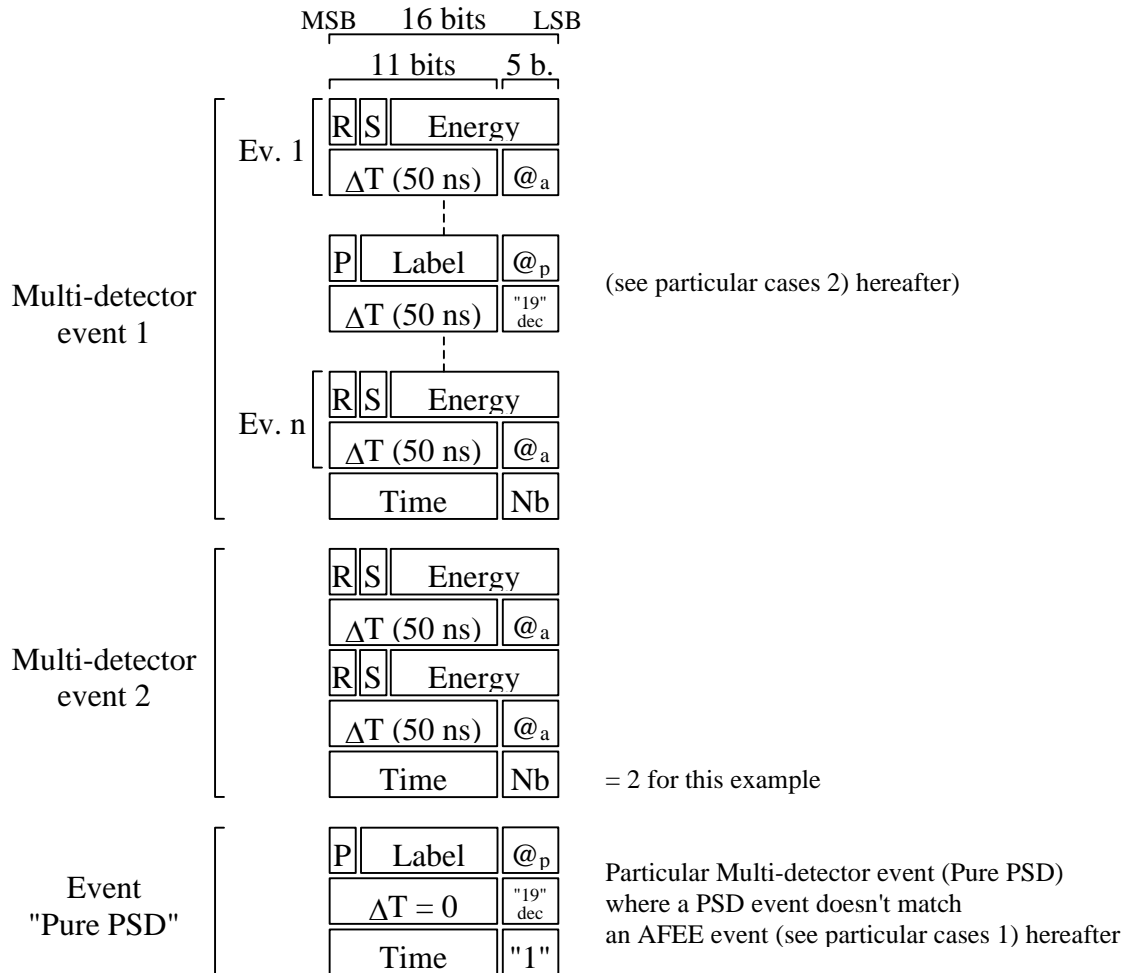 MSB 16 bits LSB
11 bits 5 b.
R S Energy
Ev. 1
ΔT (50 ns) @a
P Label @p
(see particular cases 2) hereafter)
Multi-detector
event 1
ΔT (50 ns) "19"
dec
R S Energy
Ev. n
ΔT (50 ns) @a
Time Nb
R S Energy
ΔT (50 ns) @a
Multi-detector
event 2
R S Energy
ΔT (50 ns) @a
Time Nb = 2 for this example
P Label @p
Event
"Pure PSD"
ΔT = 0 "19"
dec
Time "1"
Particular Multi-detector event (Pure PSD)
where a PSD event doesn't match
an AFEE event (see particular cases 1) hereafter